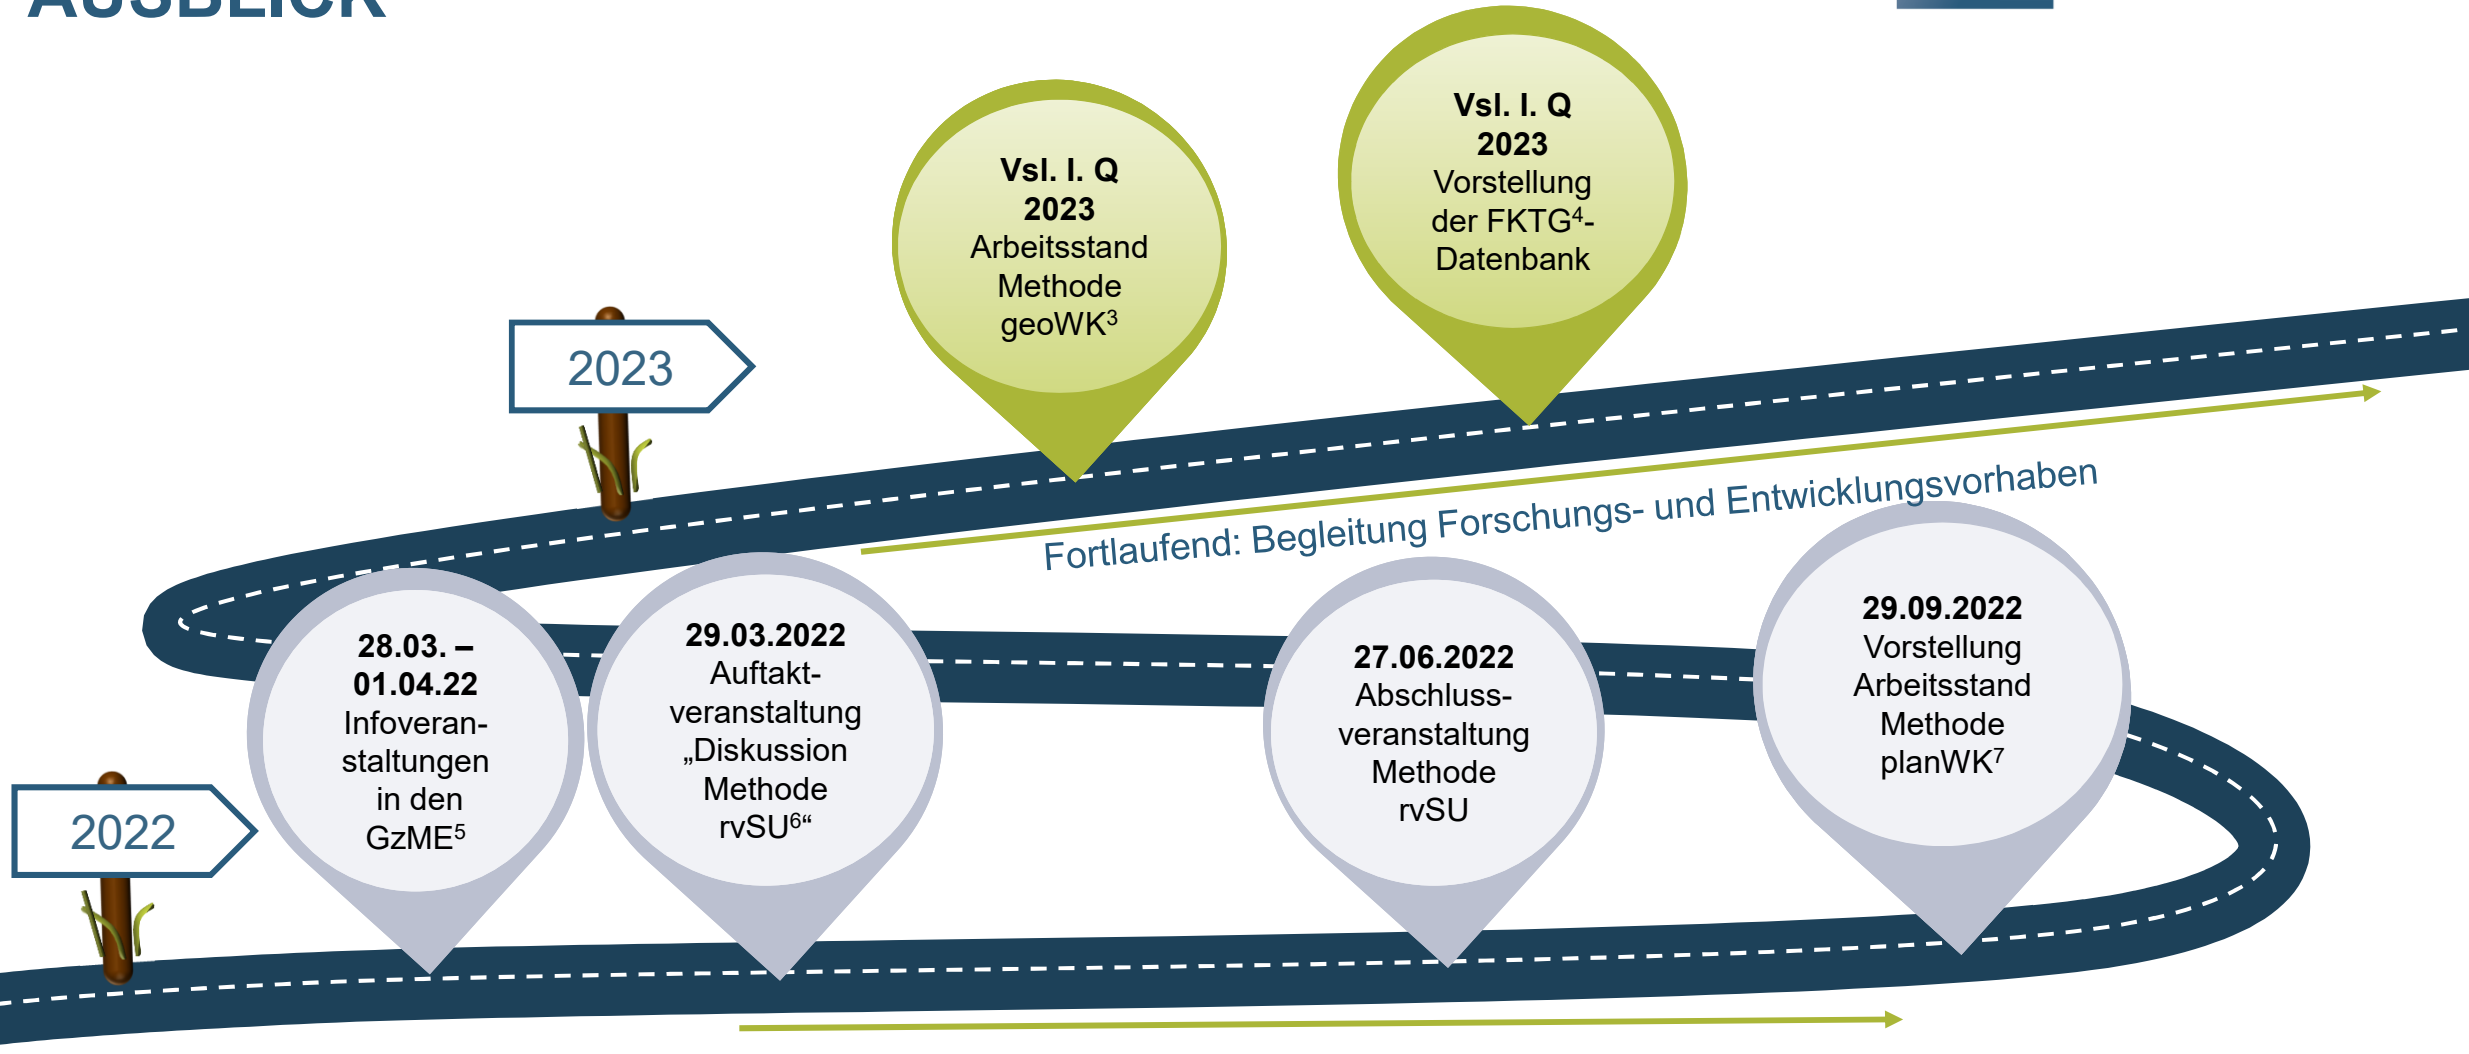 AUSBLICK
Vsl. I. Q
2023
Vorstellung
der FKTG⁴-
Datenbank
Vsl. I. Q
2023
Arbeitsstand
Methode
geoWK³
2023
Fortlaufend: Begleitung Forschungs- und Entwicklungsvorhaben
28.03. –
01.04.22
Infoveran-
staltungen
in den
GzME⁵
29.03.2022
Auftakt-
veranstaltung
„Diskussion
Methode
rvSU⁶“
27.06.2022
Abschluss-
veranstaltung
Methode
rvSU
29.09.2022
Vorstellung
Arbeitsstand
Methode
planWK⁷
2022